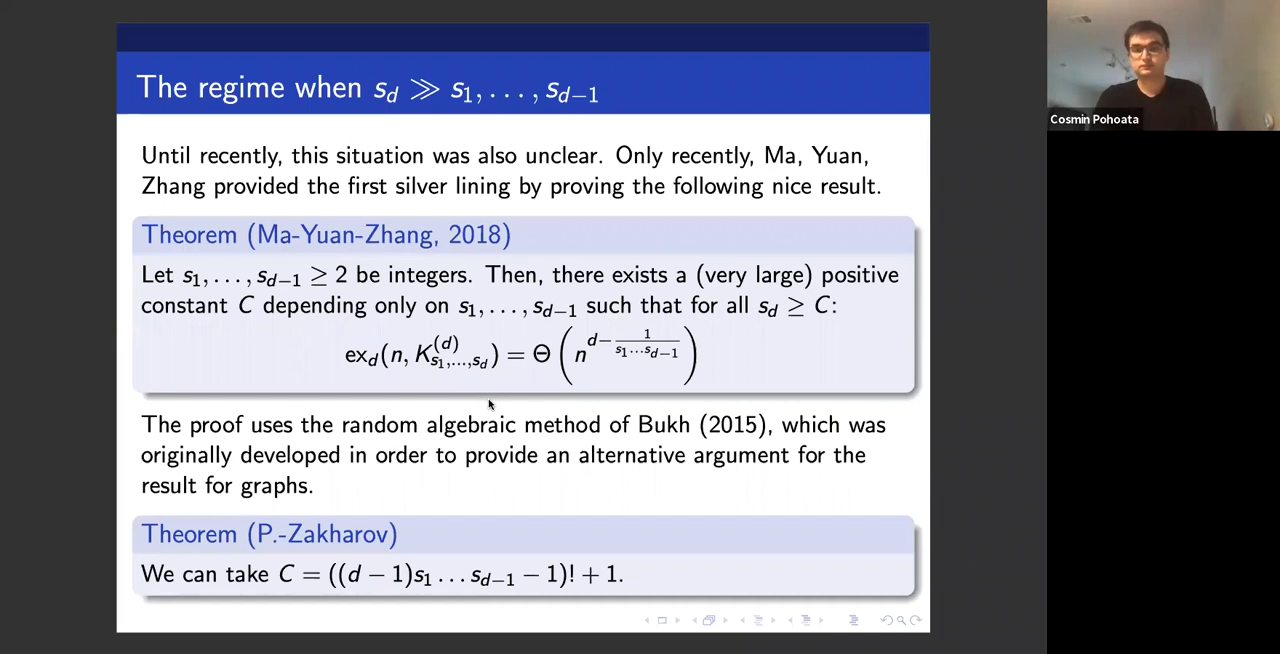 The regime when s_d ≫ s_1, . . . , s_{d−1}
Cosmin Pohoata
Until recently, this situation was also unclear. Only recently, Ma, Yuan,
Zhang provided the first silver lining by proving the following nice result.
Theorem (Ma-Yuan-Zhang, 2018)
Let s_1, . . . , s_{d−1} ≥ 2 be integers. Then, there exists a (very large) positive
constant C depending only on s_1, . . . , s_{d−1} such that for all s_d ≥ C:
ex_d(n, K^{(d)}_{s_1,...,s_d}) = Θ(n^{d − \frac{1}{s_1...s_{d−1}}})
The proof uses the random algebraic method of Bukh (2015), which was
originally developed in order to provide an alternative argument for the
result for graphs.
Theorem (P.-Zakharov)
We can take C = ((d − 1)s_1 . . . s_{d−1} − 1)! + 1.